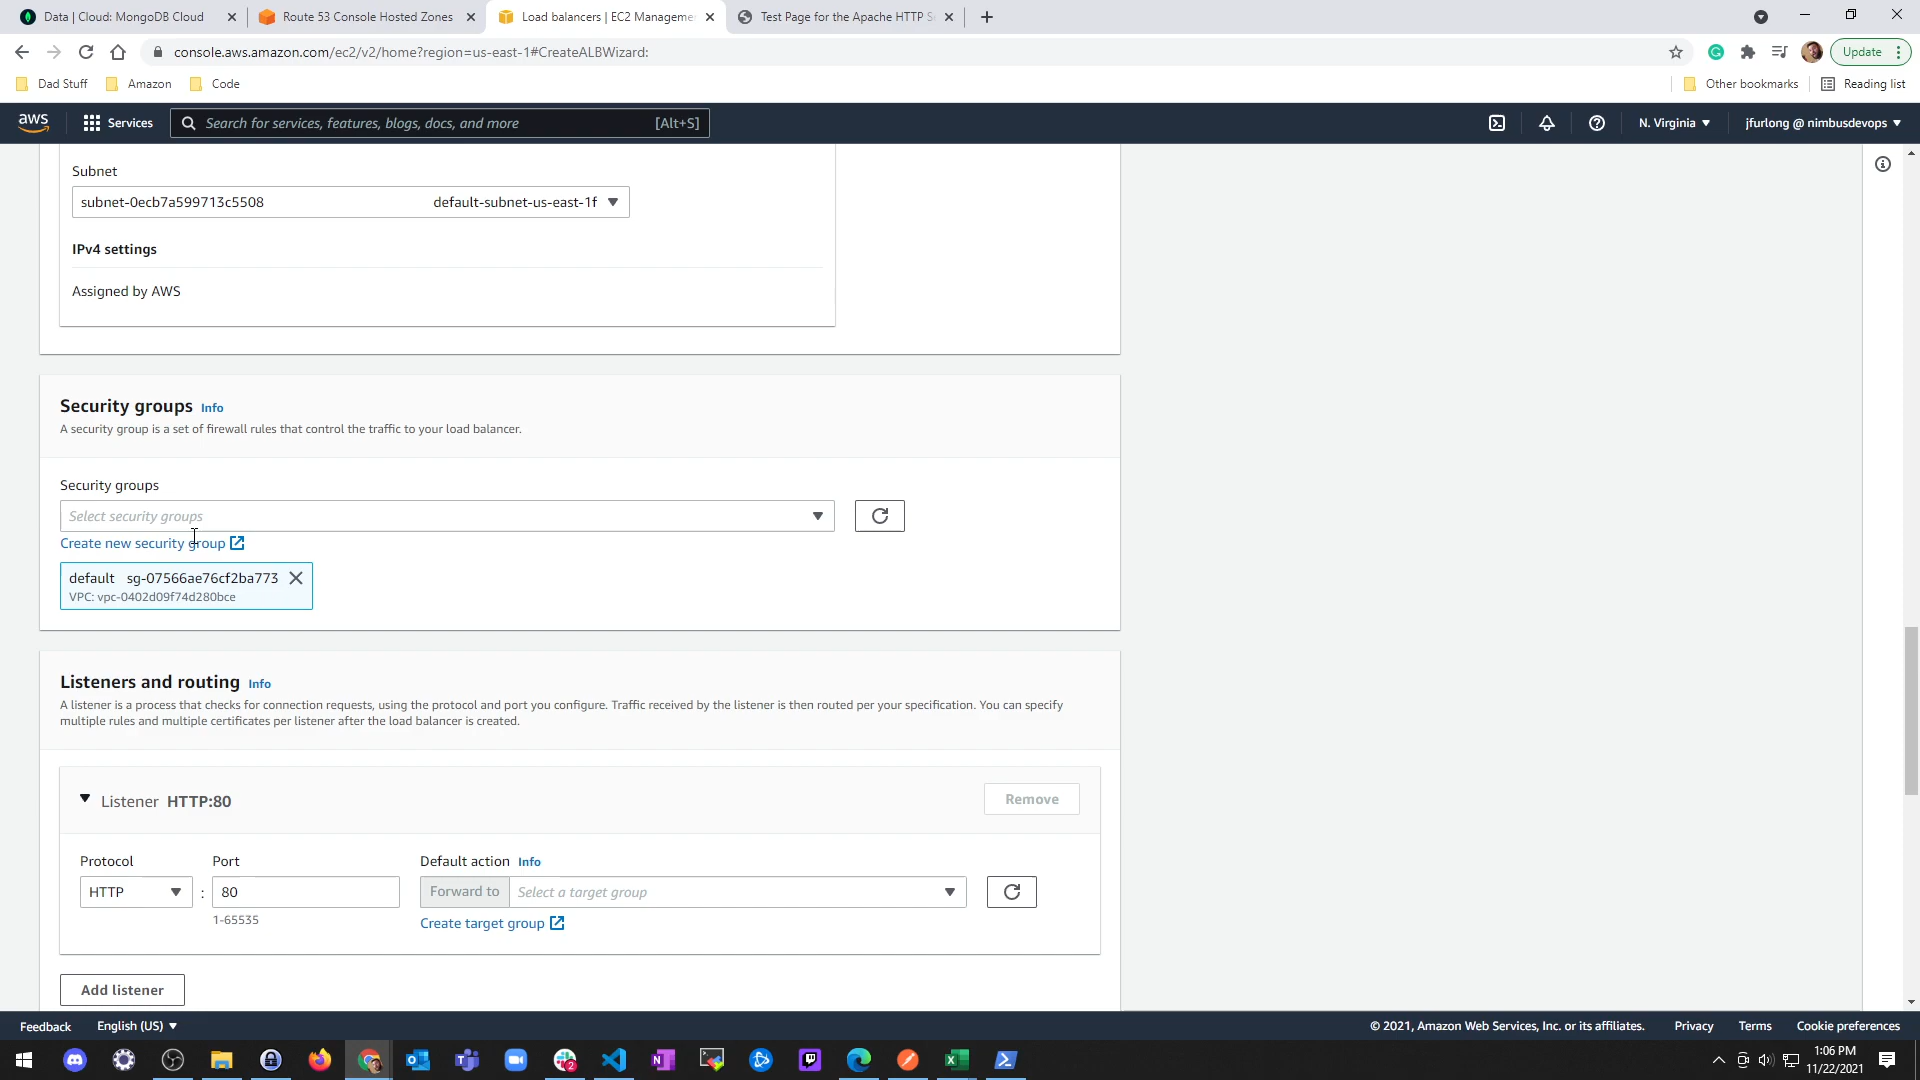 Data | Cloud: MongoDB Cloud
Route 53 Console Hosted Zones
Load balancers | EC2 Manageme
Test Page for the Apache HTTP S
console.aws.amazon.com/ec2/v2/home?region=us-east-1#CreateALBWizard:
Update
Dad Stuff
Amazon
Code
Other bookmarks
Reading list
aws
Services
Search for services, features, blogs, docs, and more
[Alt+S]
N. Virginia
jfurlong @ nimbusdevops
Subnet
subnet-0ecb7a599713c5508 default-subnet-us-east-1f
IPv4 settings
Assigned by AWS
Security groups Info
A security group is a set of firewall rules that control the traffic to your load balancer.
Security groups
Select security groups
Create new security group
default sg-07566ae76cf2ba773
VPC: vpc-0402d09f74d280bce
Listeners and routing Info
A listener is a process that checks for connection requests, using the protocol and port you configure. Traffic received by the listener is then routed per your specification. You can specify
multiple rules and multiple certificates per listener after the load balancer is created.
Listener HTTP:80
Remove
Protocol
Port
Default action Info
HTTP
:
80
Forward to
Select a target group
1-65535
Create target group
Add listener
Feedback
English (US)
© 2021, Amazon Web Services, Inc. or its affiliates.
Privacy
Terms
Cookie preferences
1:06 PM
11/22/2021